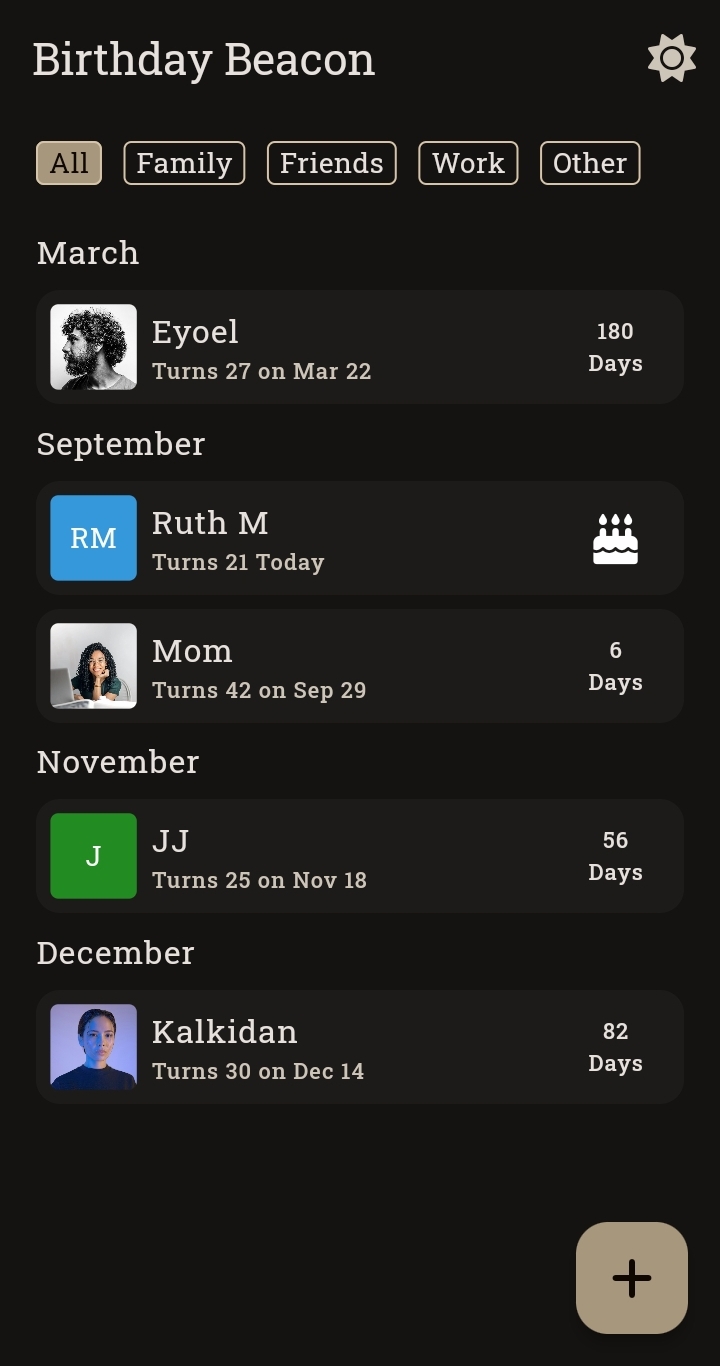 Birthday Beacon
All Family Friends Work Other
March
Eyoel
Turns 27 on Mar 22
180
Days
September
RM
Ruth M
Turns 21 Today
Mom
Turns 42 on Sep 29
6
Days
November
J
JJ
Turns 25 on Nov 18
56
Days
December
Kalkidan
Turns 30 on Dec 14
82
Days